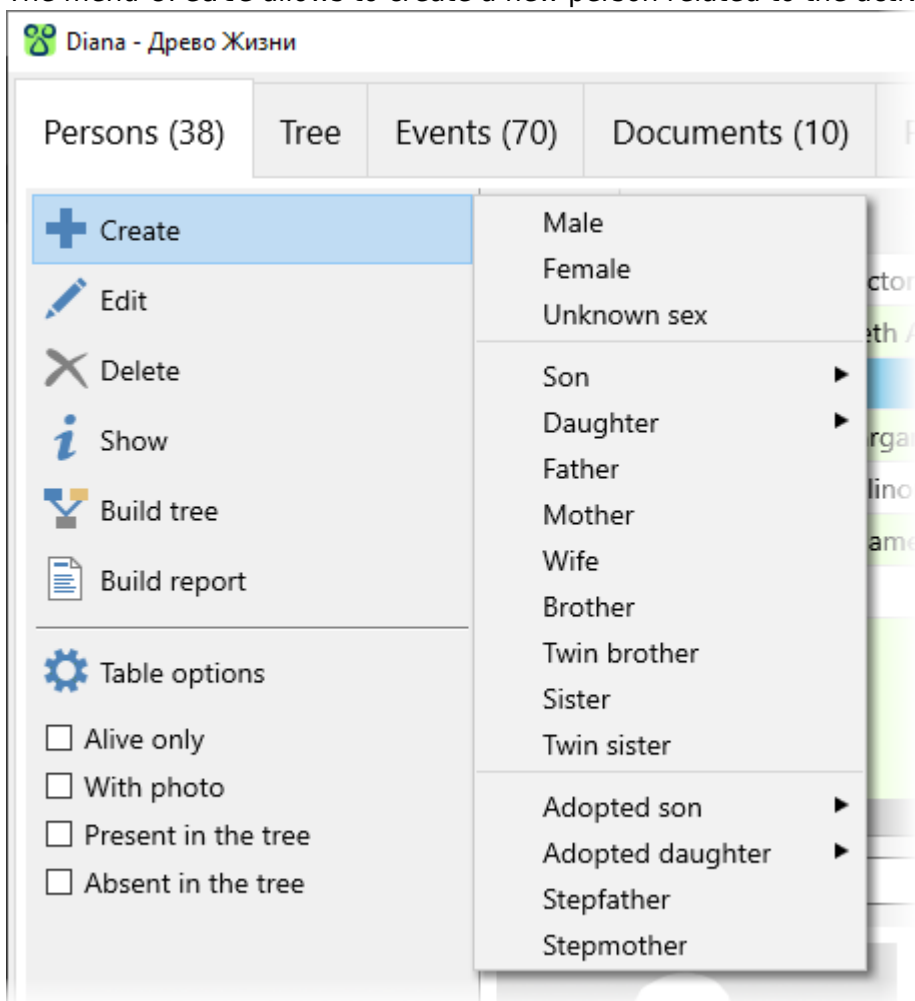 Diana - Древо Жизни
Persons (38)
Tree
Events (70)
Documents (10)
Create
Edit
Delete
Show
Build tree
Build report
Table options
Alive only
With photo
Present in the tree
Absent in the tree
Male
Female
Unknown sex
Son
Daughter
Father
Mother
Wife
Brother
Twin brother
Sister
Twin sister
Adopted son
Adopted daughter
Stepfather
Stepmother